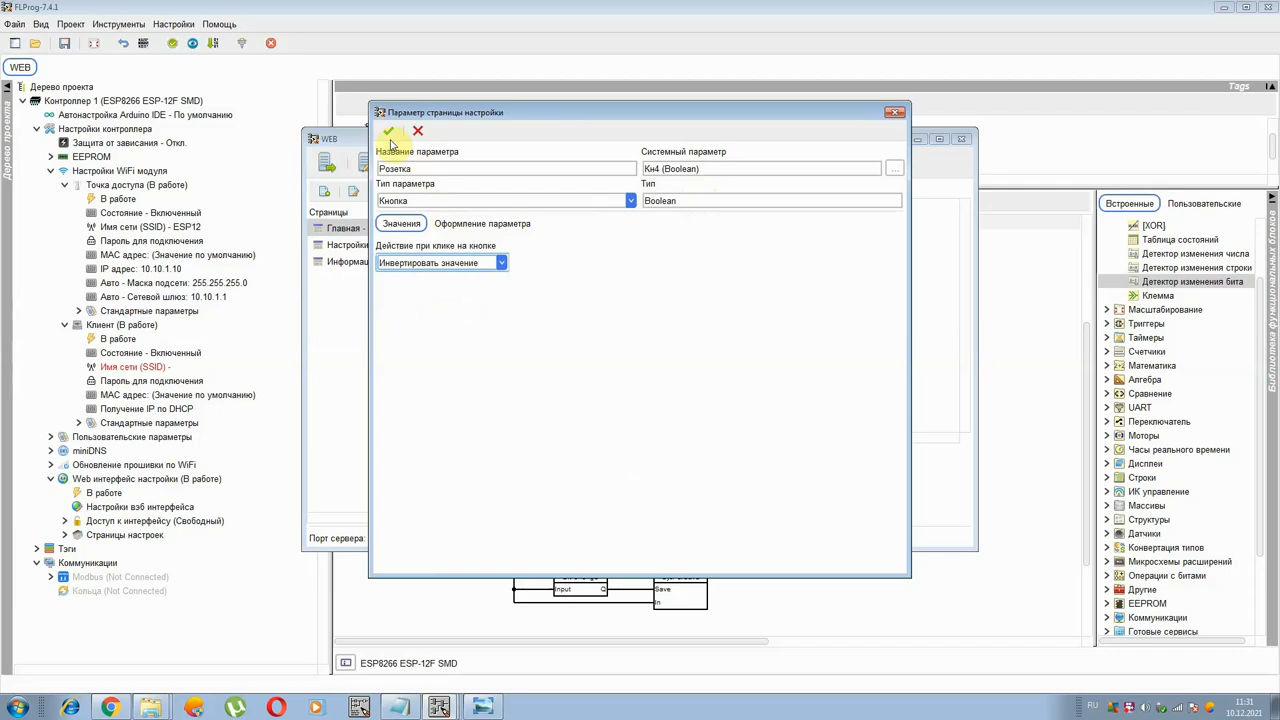 FLProg-7.4.1
Файл Вид Проект Инструменты Настройки Помощь
WEB
Дерево проекта
Дерево проекта
Контроллер 1 (ESP8266 ESP-12F SMD)
Автонастройка Arduino IDE - По умолчанию
Настройки контроллера
Защита от зависания - Откл.
EEPROM
Настройки WiFi модуля
Точка доступа (В работе)
В работе
Состояние - Включенный
Имя сети (SSID) - ESP12
Пароль для подключения
MAC адрес: (Значение по умолчанию)
IP адрес: 10.10.1.10
Авто - Маска подсети: 255.255.255.0
Авто - Сетевой шлюз: 10.10.1.1
Стандартные параметры
Клиент (В работе)
В работе
Состояние - Включенный
Имя сети (SSID) -
Пароль для подключения
MAC адрес: (Значение по умолчанию)
Получение IP по DHCP
Стандартные параметры
Пользовательские параметры
miniDNS
Обновление прошивки по WiFi
Web интерфейс настройки (В работе)
В работе
Настройки вэб интерфейса
Доступ к интерфейсу (Свободный)
Страницы настроек
Тэги
Коммуникации
Modbus (Not Connected)
Кольца (Not Connected)
WEB
Страницы
Главная -
Настройки
Информац
Порт сервера:
Параметр страницы настройки
Название параметра
Системный параметр
Розетка
Кн4 (Boolean)
...
Тип параметра
Тип
Кнопка
Boolean
Значения
Оформление параметра
Действие при клике на кнопке
Инвертировать значение
Input Q
Save
In
ESP8266 ESP-12F SMD
Tags
Встроенные
Пользовательские
[XOR]
Таблица состояний
Детектор изменения числа
Детектор изменения строки
Детектор изменения бита
Клемма
Масштабирование
Триггеры
Таймеры
Счетчики
Математика
Алгебра
Сравнение
UART
Переключатель
Моторы
Часы реального времени
Дисплеи
Строки
ИК управление
Массивы
Структуры
Датчики
Конвертация типов
Микросхемы расширений
Операции с битами
Другие
EEPROM
Коммуникации
Готовые сервисы
Библиотека функциональных блоков
RU
11:31
10.12.2021